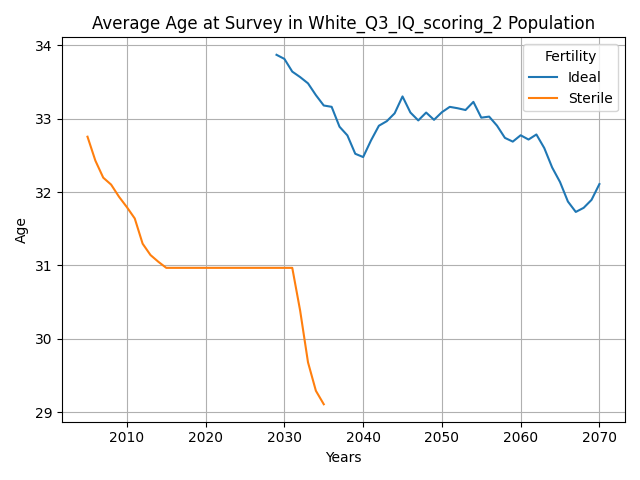 Average Age at Survey in White_Q3_IQ_scoring_2 Population
34
33
32
31
30
29
Age
Fertility
Ideal
Sterile
2010 2020 2030 2040 2050 2060 2070
Years